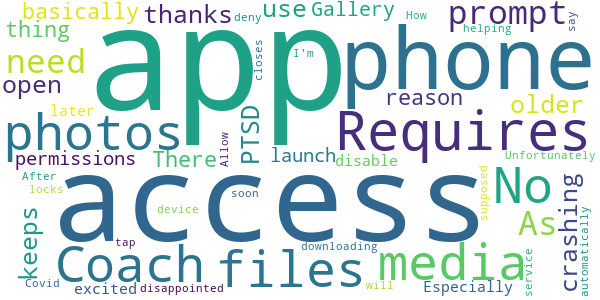 basically thanks deny use Gallery How prompt say
thing closes I'm helping
need app phone
open reason older
later
photos PTSD Requires
permissions There Allow launch disable Unfortunately
After
locks access No
device soon supposed As crashing
keeps tap downloading automatically
Coach files media service
Covid excited disappointed will Especially